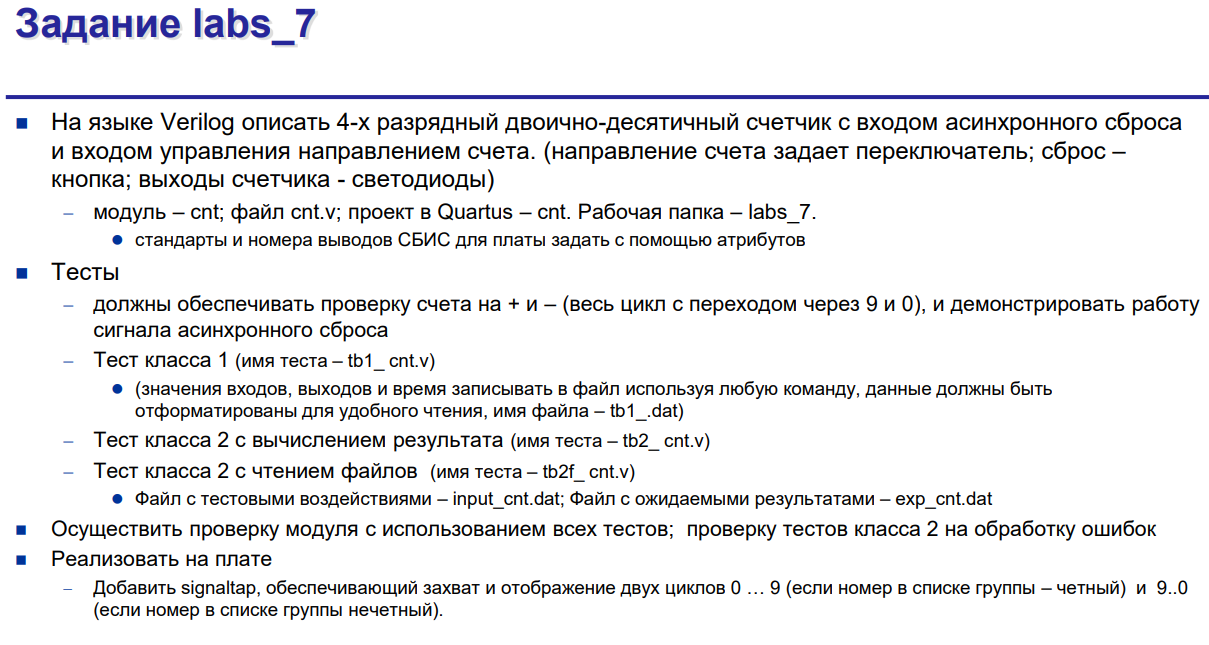 Задание labs_7
На языке Verilog описать 4-х разрядный двоично-десятичный счетчик с входом асинхронного сброса
и входом управления направлением счета. (направление счета задает переключатель; сброс –
кнопка; выходы счетчика - светодиоды)
– модуль – cnt; файл cnt.v; проект в Quartus – cnt. Рабочая папка – labs_7.
стандарты и номера выводов СБИС для платы задать с помощью атрибутов
Тесты
– должны обеспечивать проверку счета на + и – (весь цикл с переходом через 9 и 0), и демонстрировать работу
сигнала асинхронного сброса
– Тест класса 1 (имя теста – tb1_ cnt.v)
(значения входов, выходов и время записывать в файл используя любую команду, данные должны быть
отформатированы для удобного чтения, имя файла – tb1_.dat)
– Тест класса 2 с вычислением результата (имя теста – tb2_ cnt.v)
– Тест класса 2 с чтением файлов (имя теста – tb2f_ cnt.v)
Файл с тестовыми воздействиями – input_cnt.dat; Файл с ожидаемыми результатами – exp_cnt.dat
Осуществить проверку модуля с использованием всех тестов; проверку тестов класса 2 на обработку ошибок
Реализовать на плате
– Добавить signaltap, обеспечивающий захват и отображение двух циклов 0 … 9 (если номер в списке группы – четный) и 9..0
(если номер в списке группы нечетный).